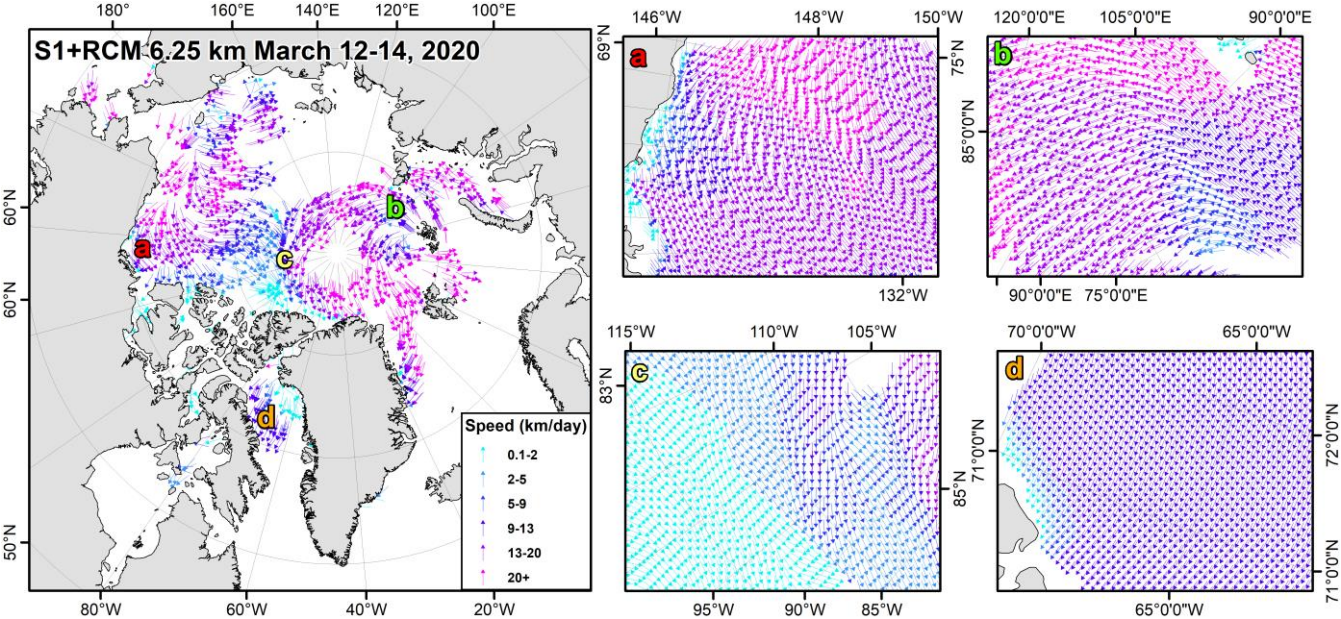 180° 160°E 140°E 120°E 100°E
S1+RCM 6.25 km March 12-14, 2020
60°N
60°N
50°N
a
b
c
d
Speed (km/day)
0.1-2
2-5
5-9
9-13
13-20
20+
80°W 60°W 40°W 20°W
146°W 148°W 150°W
69°N
a
75°N
132°W
120°0'0"E 105°0'0"E 90°0'0"E
b
85°0'0"N
90°0'0"E 75°0'0"E
115°W 110°W 105°W
83°N
c
85°N
95°W 90°W 85°W
70°0'0"W 65°0'0"W
d
71°0'0"N
72°0'0"N
71°0'0"N
65°0'0"W